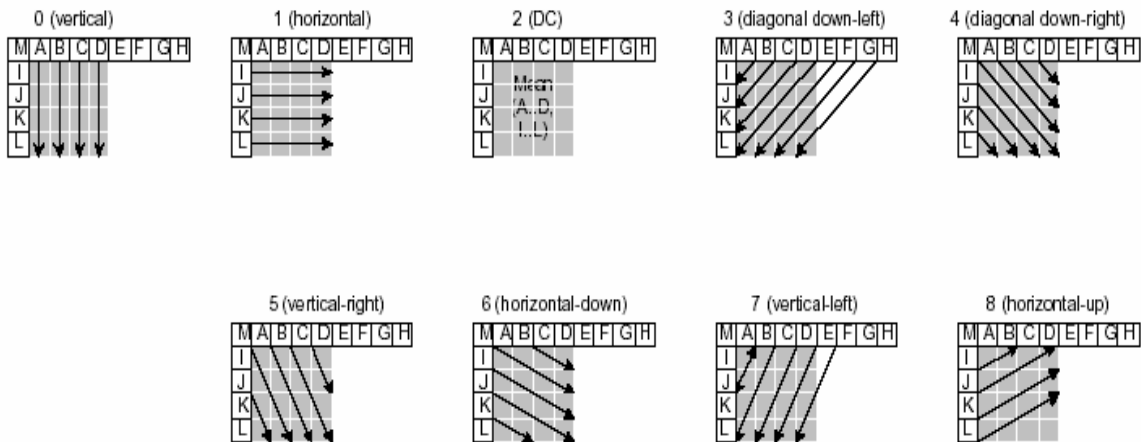 0 (vertical)
1 (horizontal)
2 (DC)
3 (diagonal down-left)
4 (diagonal down-right)
M A B C D E F G H
I
J
K
L
M A B C D E F G H
I
J
K
L
M A B C D E F G H
I
J
K
L
Mean
(A..D,
I..L)
M A B C D E F G H
I
J
K
L
M A B C D E F G H
I
J
K
L
5 (vertical-right)
6 (horizontal-down)
7 (vertical-left)
8 (horizontal-up)
M A B C D E F G H
I
J
K
L
M A B C D E F G H
I
J
K
L
M A B C D E F G H
I
J
K
L
M A B C D E F G H
I
J
K
L